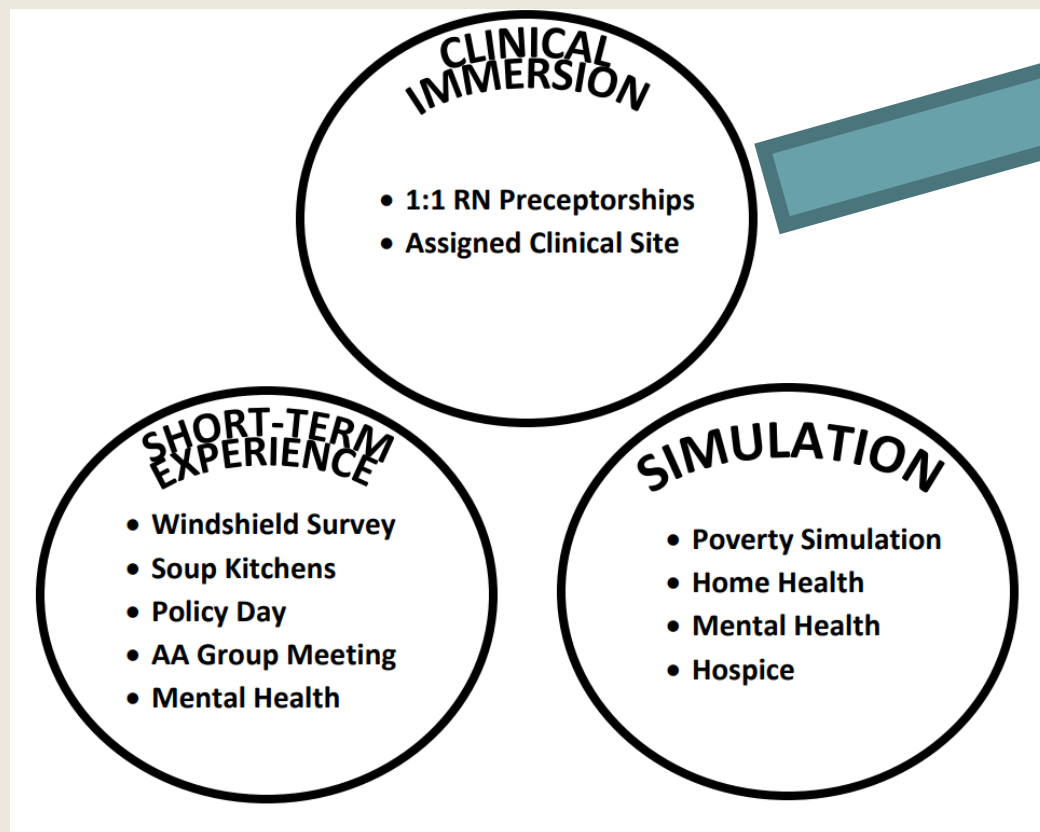 CLINICAL
IMMERSION
• 1:1 RN Preceptorships
• Assigned Clinical Site
SHORT-TERM
EXPERIENCE
• Windshield Survey
• Soup Kitchens
• Policy Day
• AA Group Meeting
• Mental Health
SIMULATION
• Poverty Simulation
• Home Health
• Mental Health
• Hospice